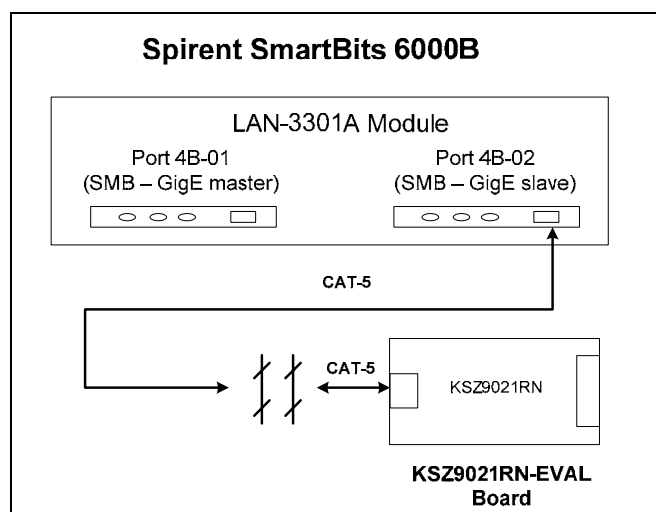 Spirent SmartBits 6000B
LAN-3301A Module
Port 4B-01
(SMB – GigE master)
Port 4B-02
(SMB – GigE slave)
CAT-5
CAT-5
KSZ9021RN
KSZ9021RN-EVAL
Board